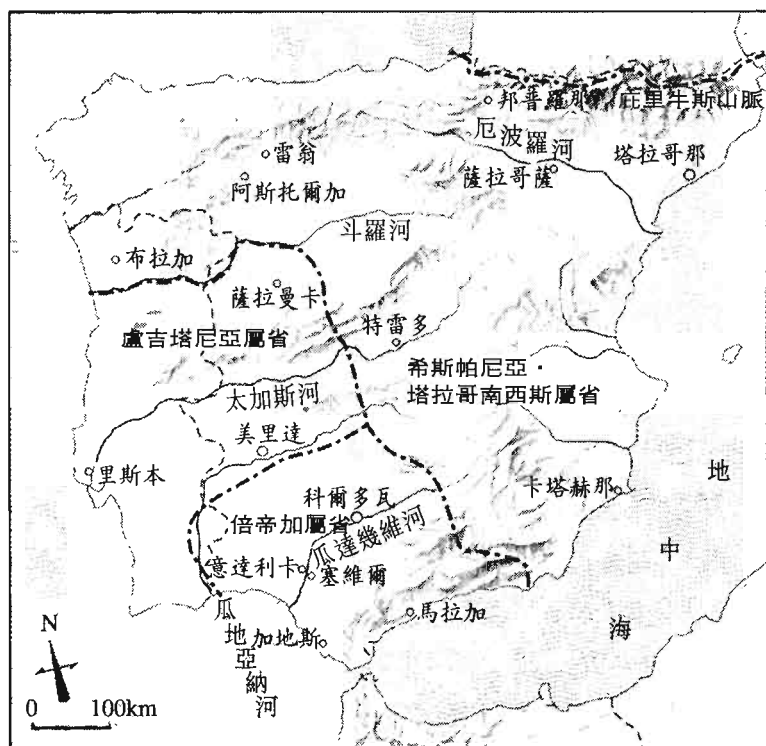 邦普羅那
庇里牛斯山脈
厄波羅河
雷翁
塔拉哥那
阿斯托爾加
薩拉哥薩
斗羅河
布拉加
薩拉曼卡
特雷多
盧吉塔尼亞屬省
希斯帕尼亞・
塔拉哥南西斯屬省
太加斯河
美里達
里斯本
地中海
卡塔赫那
科爾多瓦
倍帝加屬省
瓜達幾維河
意達利卡
塞維爾
馬拉加
瓜地亞納河
加地斯
N
0 100km